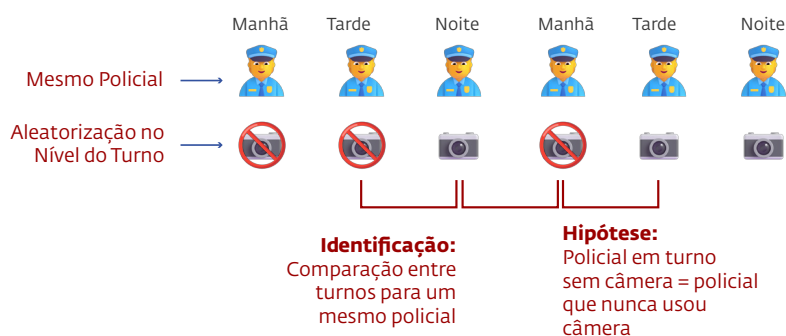 Manhã Tarde Noite Manhã Tarde Noite
Mesmo Policial
Aleatorização no
Nível do Turno
Identificação:
Comparação entre
turnos para um
mesmo policial
Hipótese:
Policial em turno
sem câmera = policial
que nunca usou
câmera